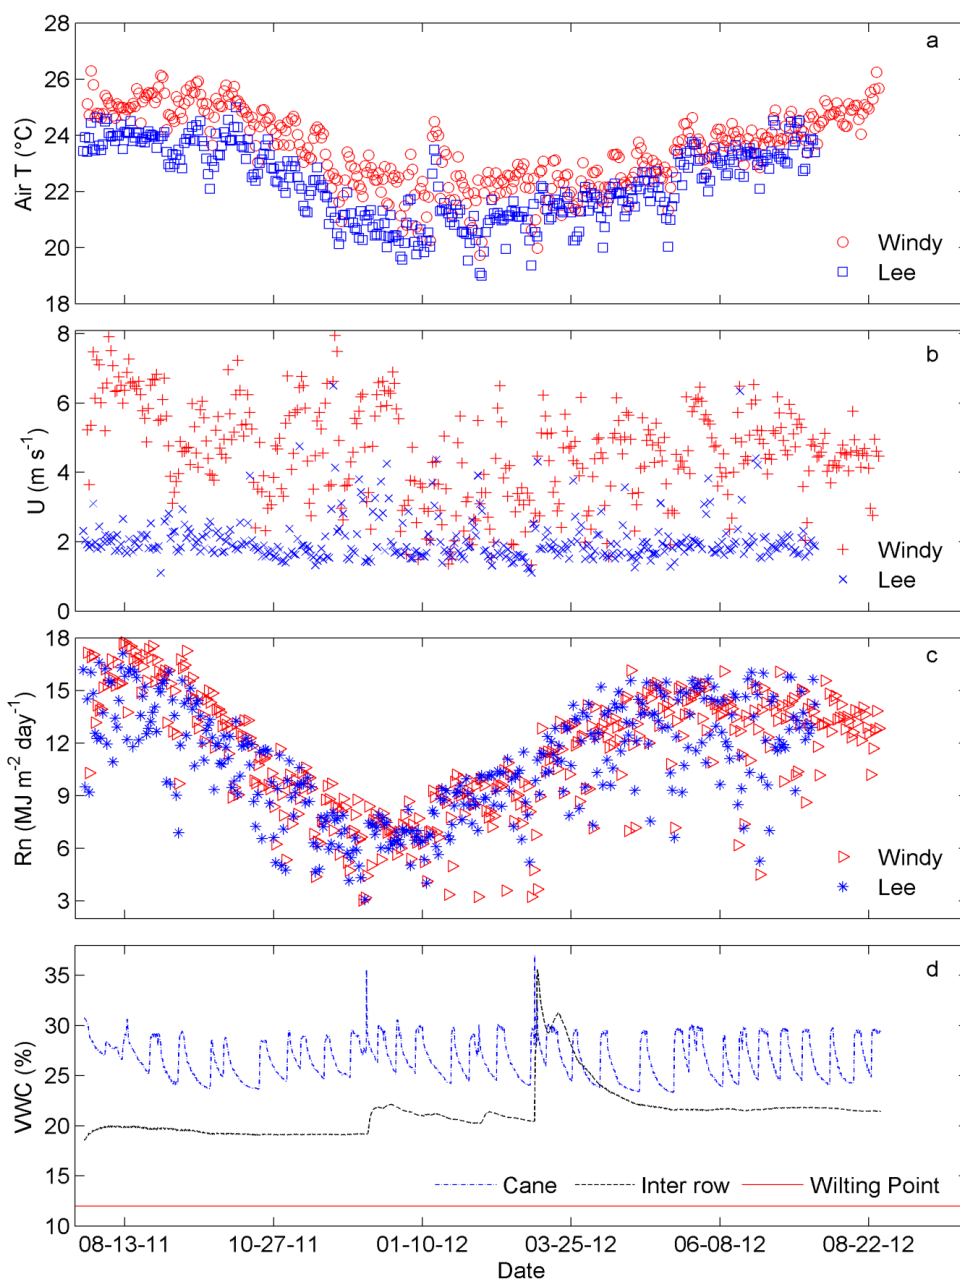 28
26
24
22
20
18
Air T (°C)
a
Windy
Lee
8
6
4
2
0
U (m s⁻¹)
b
Windy
Lee
18
15
12
9
6
3
Rn (MJ m⁻² day⁻¹)
c
Windy
Lee
35
30
25
20
15
10
VWC (%)
d
Cane Inter row Wilting Point
08-13-11 10-27-11 01-10-12 03-25-12 06-08-12 08-22-12
Date